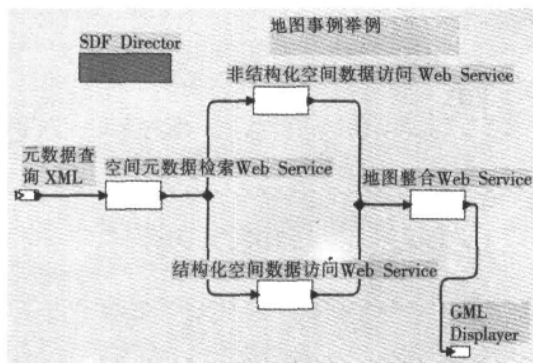 地图事例举例
SDF Director
非结构化空间数据访问 Web Service
元数据查
询 XML
空间元数据检索Web Service
地图整合Web Service
结构化空间数据访问Web Service
GML
Displayer